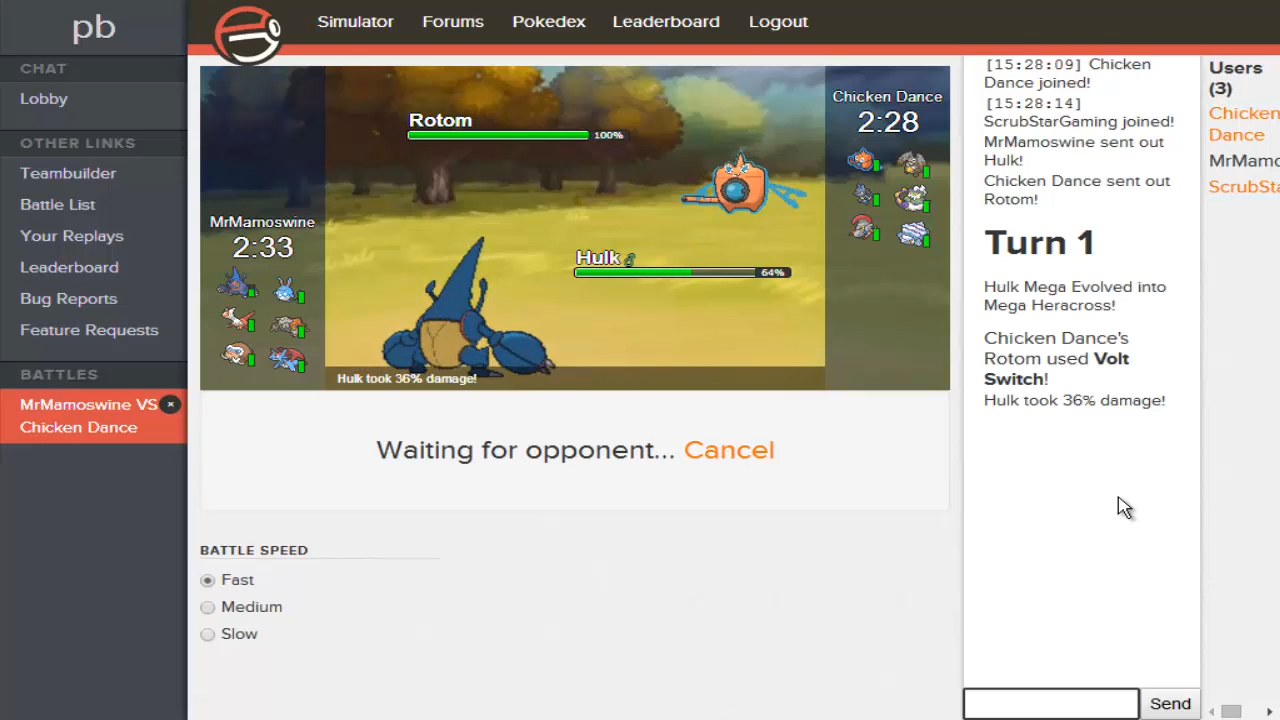 pb
Simulator
Forums
Pokedex
Leaderboard
Logout
CHAT
Lobby
OTHER LINKS
Teambuilder
Battle List
Your Replays
Leaderboard
Bug Reports
Feature Requests
BATTLES
MrMamoswine VS
Chicken Dance
×
MrMamoswine
2:33
Rotom
100%
Hulk ♂
64%
Hulk took 36% damage!
Chicken Dance
2:28
Waiting for opponent... Cancel
BATTLE SPEED
Fast
Medium
Slow
[15:28:09] Chicken
Dance joined!
[15:28:14]
ScrubStarGaming joined!
MrMamoswine sent out
Hulk!
Chicken Dance sent out
Rotom!
Turn 1
Hulk Mega Evolved into
Mega Heracross!
Chicken Dance's
Rotom used Volt
Switch!
Hulk took 36% damage!
Send
Users
(3)
Chicken
Dance
MrMamo
ScrubSta